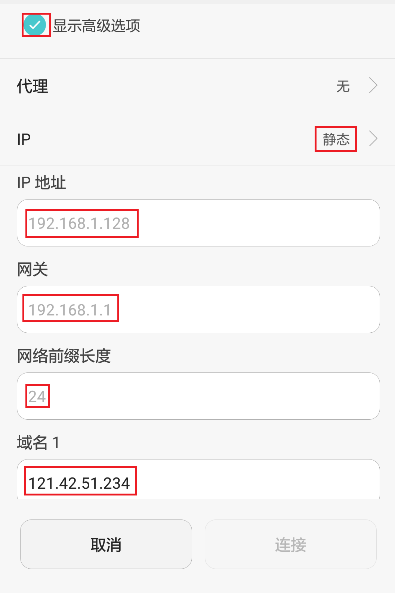 显示高级选项
代理 无
IP 静态
IP 地址
192.168.1.128
网关
192.168.1.1
网络前缀长度
24
域名 1
121.42.51.234
取消 连接